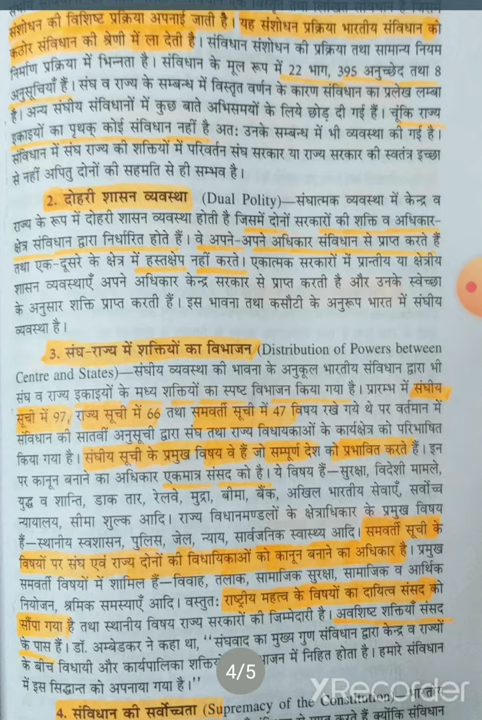 संशोधन की विशिष्ट प्रक्रिया अपनाई जाती है। यह संशोधन प्रक्रिया भारतीय संविधान को
कठोर संविधान की श्रेणी में ला देती है। संविधान संशोधन की प्रक्रिया तथा सामान्य नियम
निर्माण प्रक्रिया में भिन्नता है। संविधान के मूल रूप में 22 भाग, 395 अनुच्छेद तथा 8
अनुसूचियाँ हैं। संघ व राज्य के सम्बन्ध में विस्तृत वर्णन के कारण संविधान का प्रलेख लम्बा
है। अन्य संघीय संविधानों में कुछ बाते अभिसमयों के लिये छोड़ दी गई हैं। चूंकि राज्य
इकाइयों का पृथक् कोई संविधान नहीं है अत: उनके सम्बन्ध में भी व्यवस्था की गई है।
संविधान में संघ राज्य की शक्तियों में परिवर्तन संघ सरकार या राज्य सरकार की स्वतंत्र इच्छा
से नहीं अपितु दोनों की सहमति से ही सम्भव है।
2. दोहरी शासन व्यवस्था (Dual Polity)—संघात्मक व्यवस्था में केन्द्र व
राज्य के रूप में दोहरी शासन व्यवस्था होती है जिसमें दोनों सरकारों की शक्ति व अधिकार-
क्षेत्र संविधान द्वारा निर्धारित होते हैं। वे अपने-अपने अधिकार संविधान से प्राप्त करते हैं
तथा एक-दूसरे के क्षेत्र में हस्तक्षेप नहीं करते। एकात्मक सरकारों में प्रान्तीय या क्षेत्रीय
शासन व्यवस्थाएँ अपने अधिकार केन्द्र सरकार से प्राप्त करती है और उनके स्वेच्छा
के अनुसार शक्ति प्राप्त करती हैं। इस भावना तथा कसौटी के अनुरूप भारत में संघीय
व्यवस्था है।
3. संघ-राज्य में शक्तियों का विभाजन (Distribution of Powers between
Centre and States)—संघीय व्यवस्था की भावना के अनुकूल भारतीय संविधान द्वारा भी
संघ व राज्य इकाइयों के मध्य शक्तियों का स्पष्ट विभाजन किया गया है। प्रारम्भ में संघीय
सूची में 97, राज्य सूची में 66 तथा समवर्ती सूची में 47 विषय रखे गये थे पर वर्तमान में
संविधान की सातवीं अनुसूची द्वारा संघ तथा राज्य विधायकाओं के कार्यक्षेत्र को परिभाषित
किया गया है। संघीय सूची के प्रमुख विषय वे हैं जो सम्पूर्ण देश को प्रभावित करते हैं। इन
पर कानून बनाने का अधिकार एकमात्र संसद को है। ये विषय हैं—सुरक्षा, विदेशी मामले,
युद्ध व शान्ति, डाक तार, रेलवे, मुद्रा, बीमा, बैंक, अखिल भारतीय सेवाएँ, सर्वोच्च
न्यायालय, सीमा शुल्क आदि। राज्य विधानमण्डलों के क्षेत्राधिकार के प्रमुख विषय
हैं—स्थानीय स्वशासन, पुलिस, जेल, न्याय, सार्वजनिक स्वास्थ्य आदि। समवर्ती सूची के
विषयों पर संघ एवं राज्य दोनों की विधायिकाओं को कानून बनाने का अधिकार है। प्रमुख
समवर्ती विषयों में शामिल हैं—विवाह, तलाक, सामाजिक सुरक्षा, सामाजिक व आर्थिक
नियोजन, श्रमिक समस्याएँ आदि। वस्तुत: राष्ट्रीय महत्व के विषयों का दायित्व संसद को
सौंपा गया है तथा स्थानीय विषय राज्य सरकारों की जिम्मेदारी है। अवशिष्ट शक्तियाँ संसद
के पास हैं। डॉ. अम्बेडकर ने कहा था, "संघवाद का मुख्य गुण संविधान द्वारा केन्द्र व राज्यों
के बीच विधायी और कार्यपालिका में निहित होता है। हमारे संविधान
में इस सिद्धान्त को अपनाया गया है।"
4/5
XRecorder
4. संविधान की सर्वोच्चता (Supremacy of the Constitution)—भारतीय